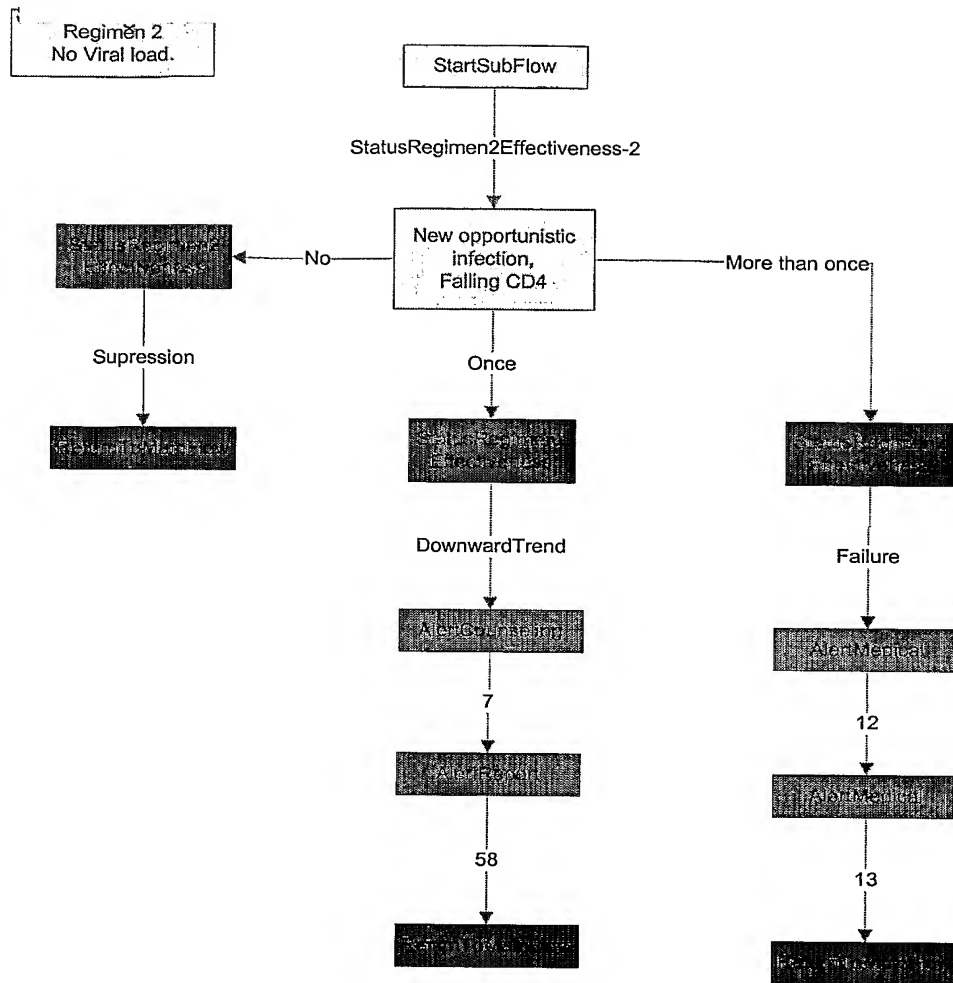 Regimen 2
No Viral load.
StartSubFlow
StatusRegimen2Effectiveness-2
New opportunistic
infection,
Falling CD4
No
More than once
Supression
Once
DownwardTrend
Failure
AlertCounseling
AlertMedical
7
12
AlertReport
AlertMedical
58
13